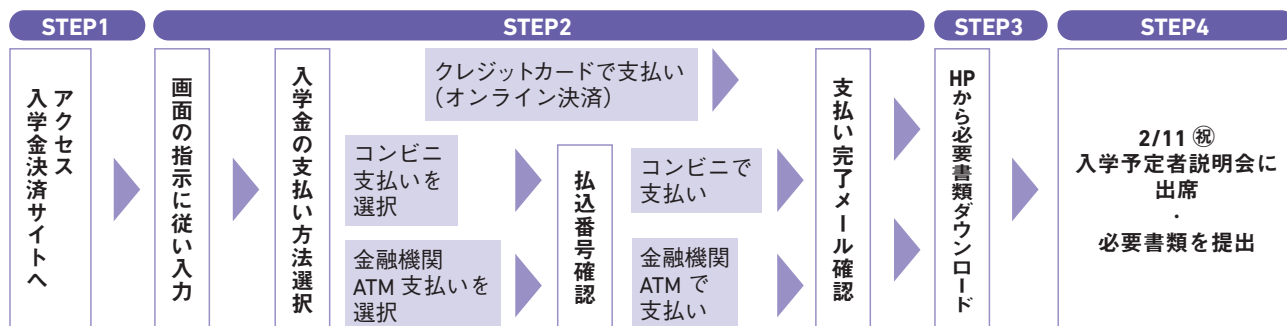 STEP1
STEP2
STEP3
STEP4
入学金決済サイトへ
アクセス
画面の指示に従い入力
入学金の支払い方法選択
クレジットカードで支払い
（オンライン決済）
コンビニ
支払いを
選択
金融機関
ATM 支払いを
選択
払込番号確認
コンビニで
支払い
金融機関
ATM で
支払い
支払い完了メール確認
HPから必要書類ダウンロード
2/11 ㊗
入学予定者説明会に
出席
・
必要書類を提出